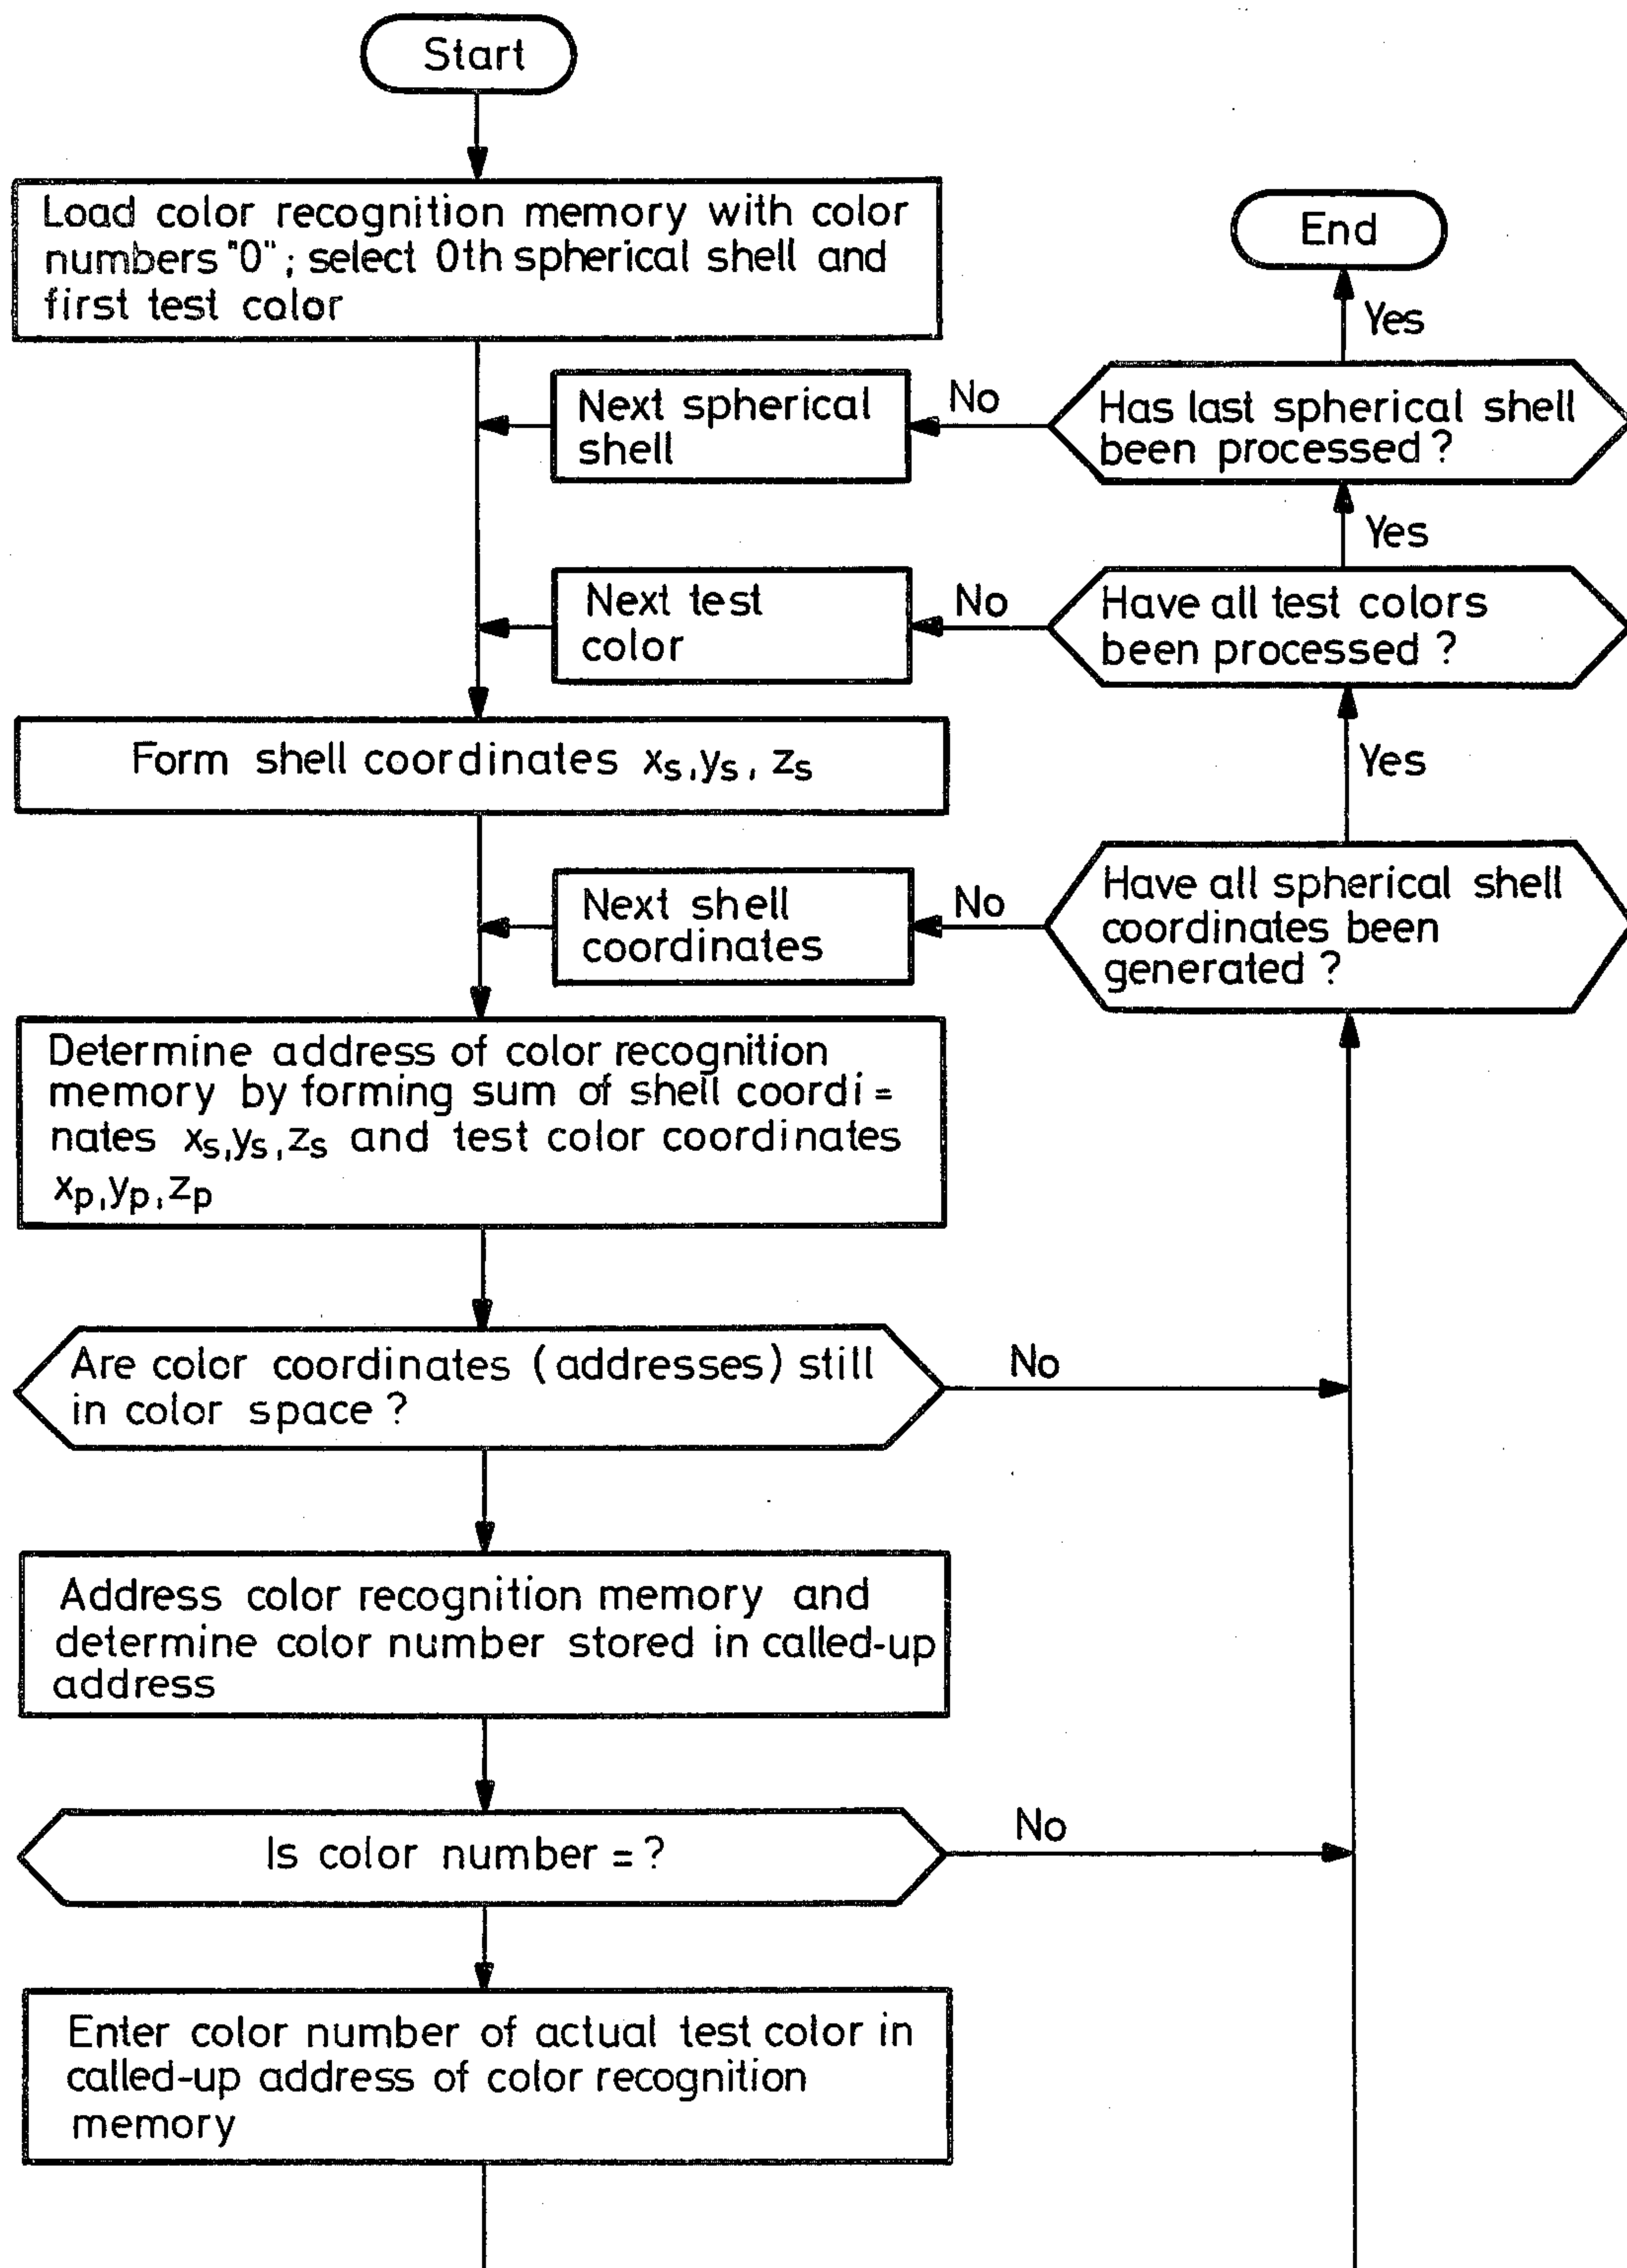 Start
Load color recognition memory with color
numbers "0"; select 0th spherical shell and
first test color
End
Yes
Next spherical
shell
No
Has last spherical shell
been processed ?
Yes
Next test
color
No
Have all test colors
been processed ?
Form shell coordinates xs,ys, zs
Yes
Next shell
coordinates
No
Have all spherical shell
coordinates been
generated ?
Determine address of color recognition
memory by forming sum of shell coordi=
nates xs,ys,zs and test color coordinates
xp,yp,zp
Are color coordinates (addresses) still
in color space ?
No
Address color recognition memory and
determine color number stored in called-up
address
Is color number = ?
No
Enter color number of actual test color in
called-up address of color recognition
memory